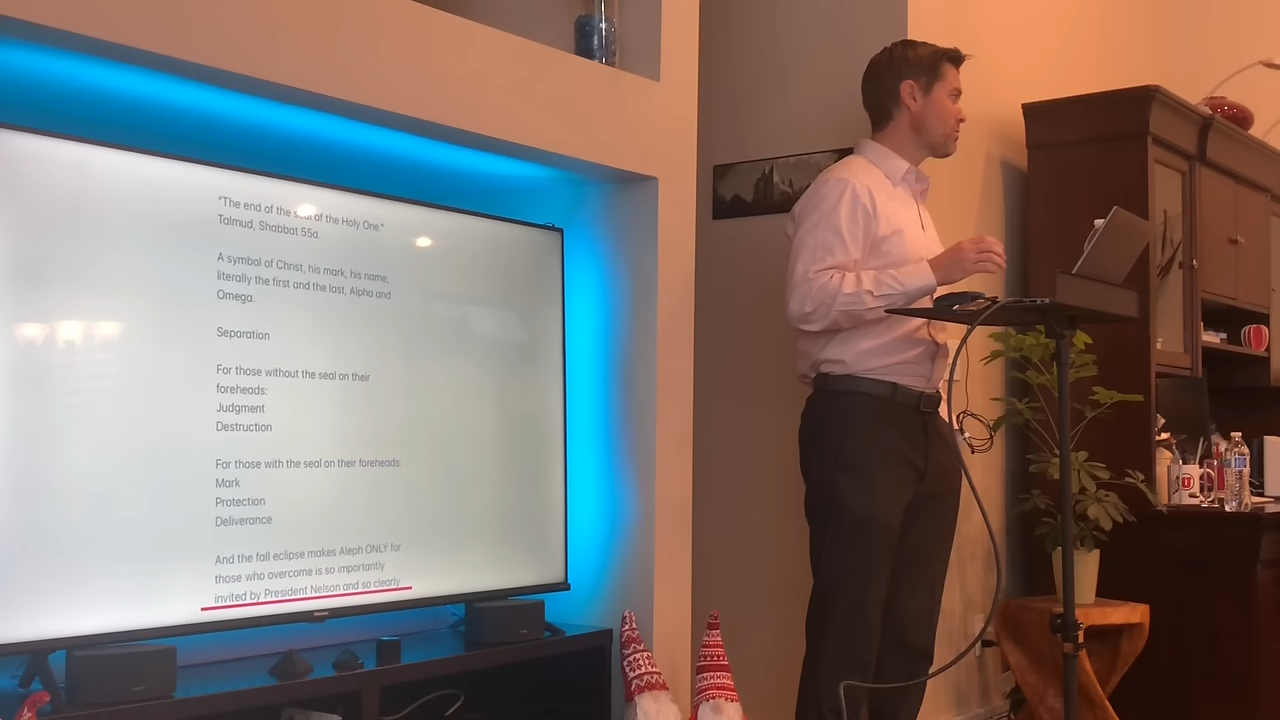 "The end of the seal of the Holy One."
Talmud, Shabbat 55a.
A symbol of Christ, his mark, his name,
literally the first and the last, Alpha and
Omega.
Separation
For those without the seal on their
foreheads:
Judgment
Destruction
For those with the seal on their foreheads:
Mark
Protection
Deliverance
And the fall eclipse makes Aleph ONLY for
those who overcome is so importantly
invited by President Nelson and so clearly
Hisense
U